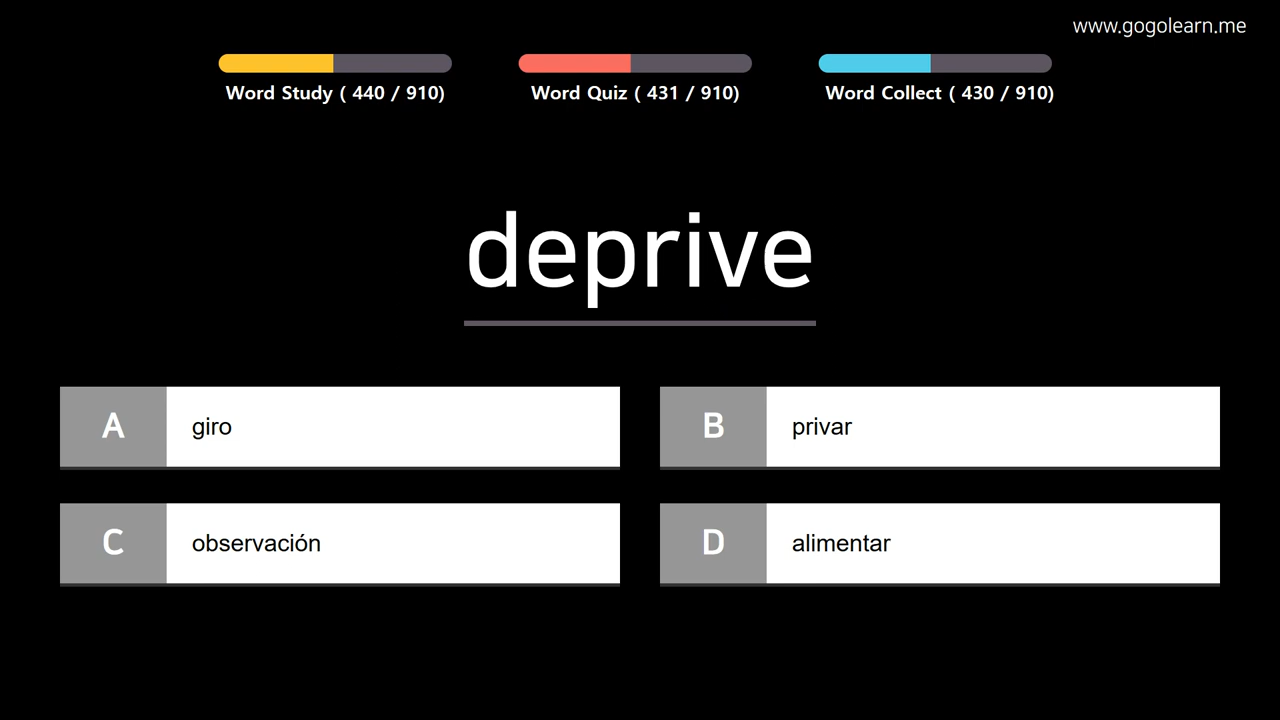 www.gogolearn.me
Word Study ( 440 / 910)
Word Quiz ( 431 / 910)
Word Collect ( 430 / 910)
deprive
A giro
B privar
C observación
D alimentar